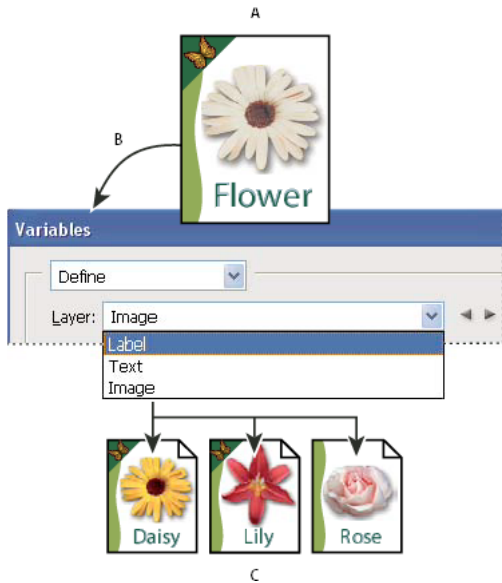 A
B
Flower
Variables
Define
Layer: Image
Label
Text
Image
Daisy
Lily
Rose
C